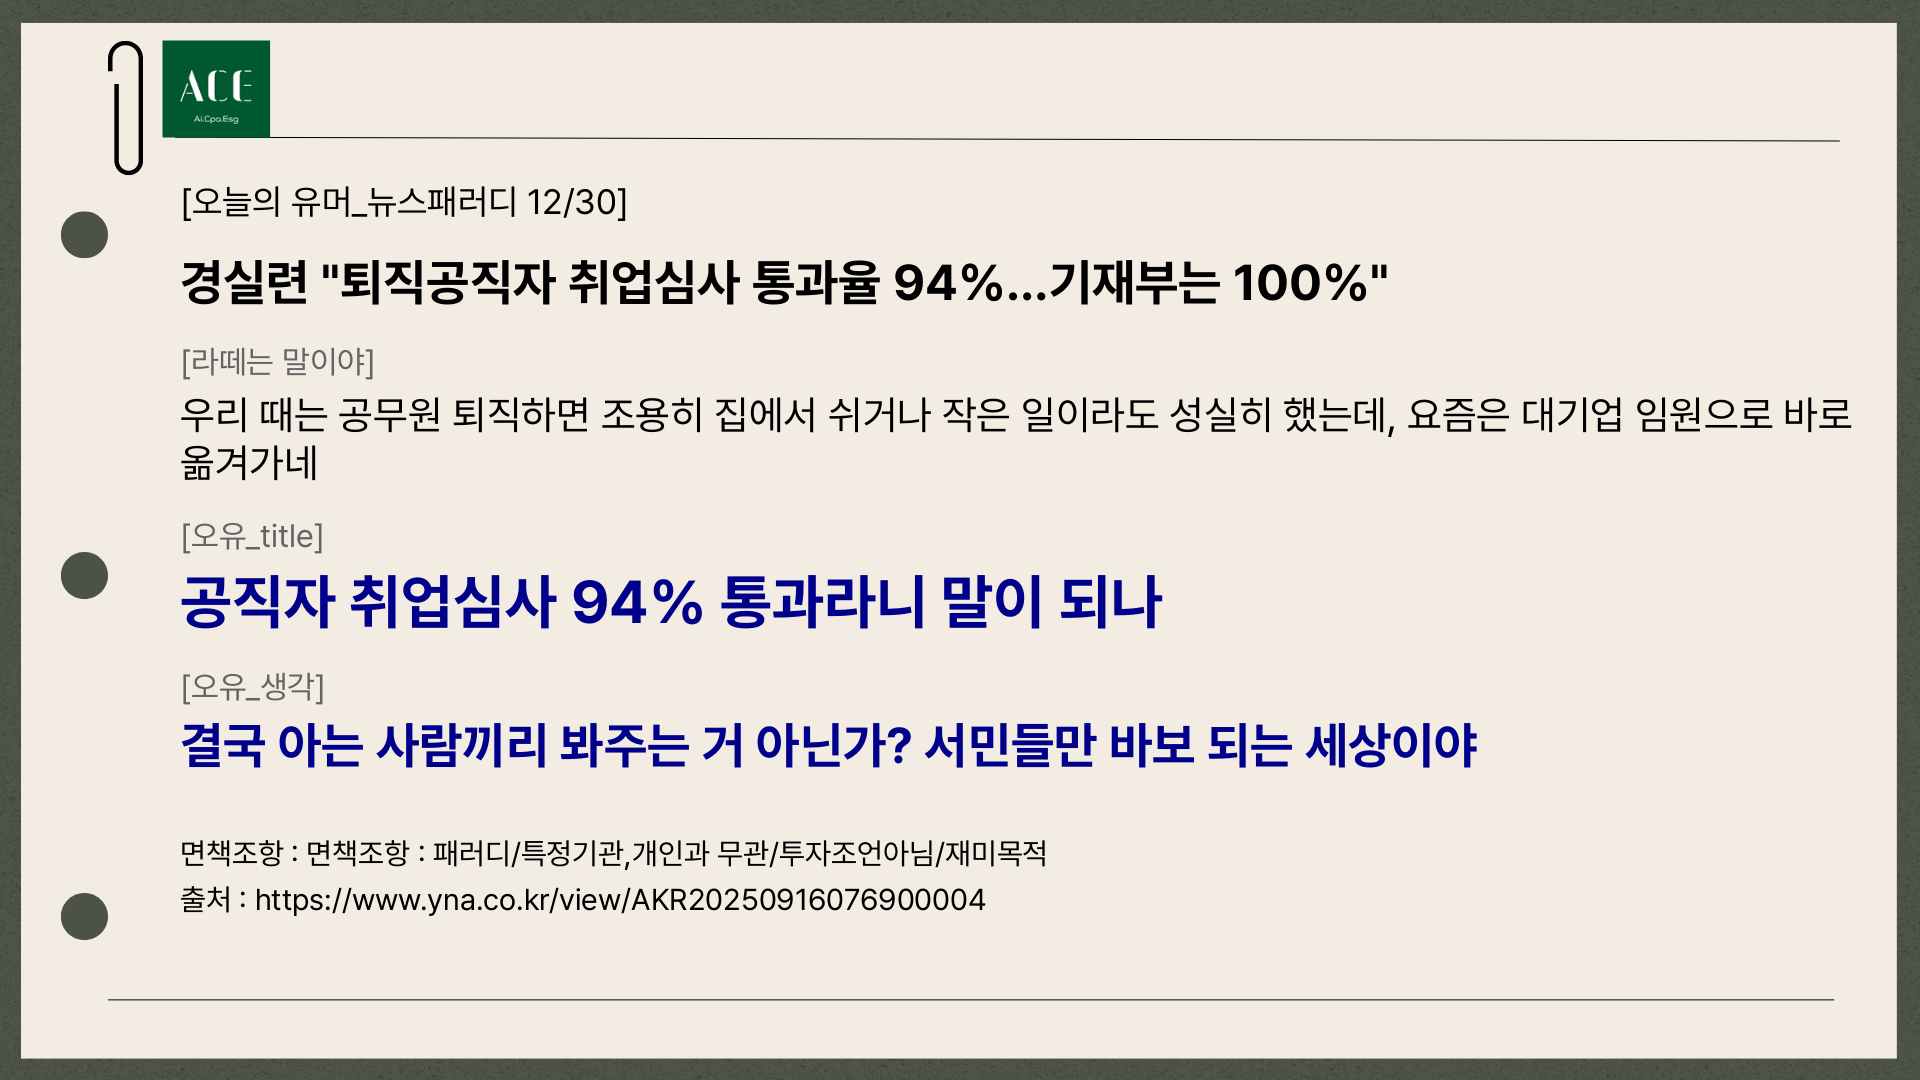 ACE
Ai.Cpa.Esg
[오늘의 유머_뉴스패러디 12/30]
경실련 "퇴직공직자 취업심사 통과율 94%...기재부는 100%"
[라떼는 말이야]
우리 때는 공무원 퇴직하면 조용히 집에서 쉬거나 작은 일이라도 성실히 했는데, 요즘은 대기업 임원으로 바로
옮겨가네
[오유_title]
공직자 취업심사 94% 통과라니 말이 되나
[오유_생각]
결국 아는 사람끼리 봐주는 거 아닌가? 서민들만 바보 되는 세상이야
면책조항 : 면책조항 : 패러디/특정기관,개인과 무관/투자조언아님/재미목적
출처 : https://www.yna.co.kr/view/AKR20250916076900004